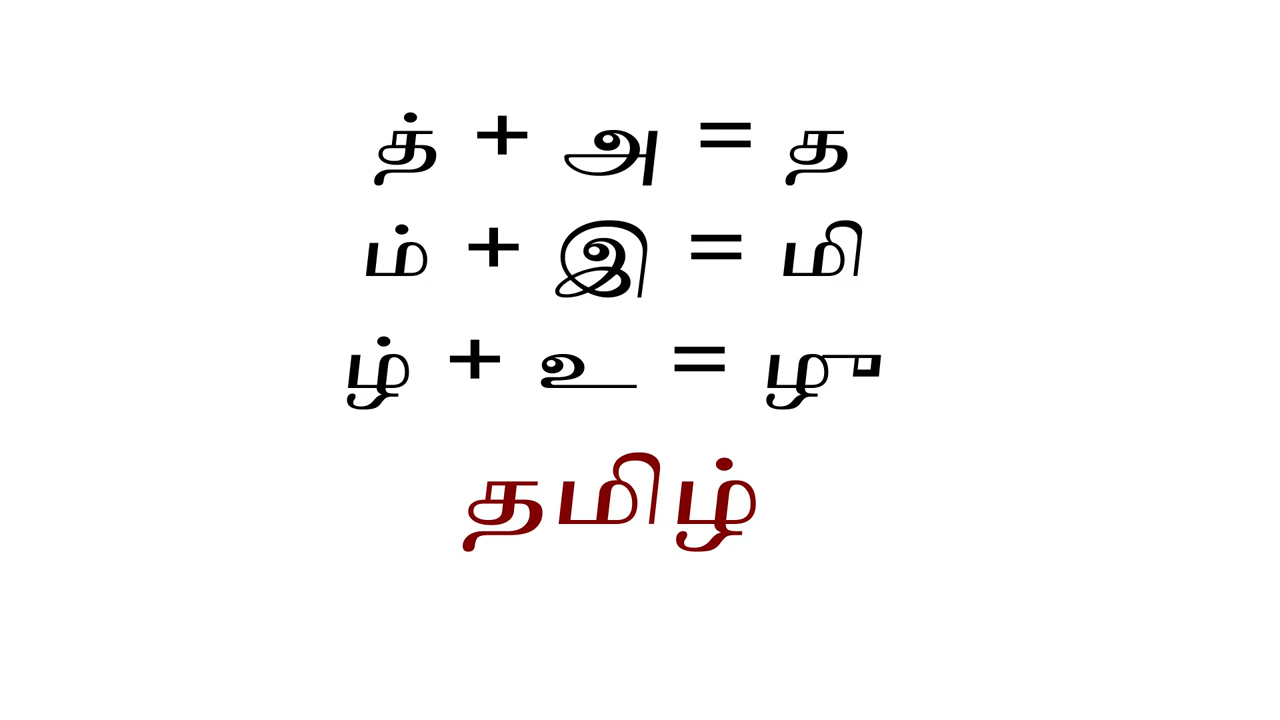 த் + அ = த
ம் + இ = மி
ழ் + உ = ழு
தமிழ்